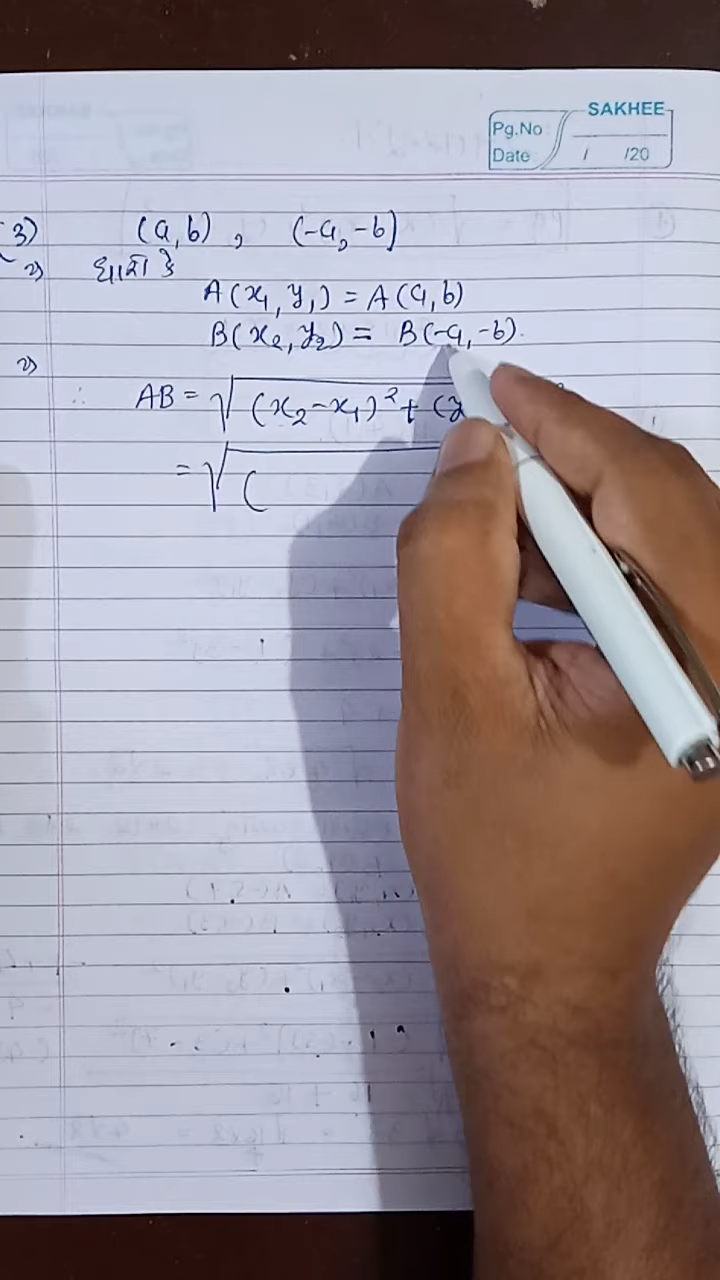 SAKHEE
Pg.No
Date / /20
3) (a,b) , (-a,-b)
A(x₁, y₁) = A(a, b)
B(x₂, y₂) = B(-a, -b).
∴ AB = √(x₂-x₁)² + (y
= √(